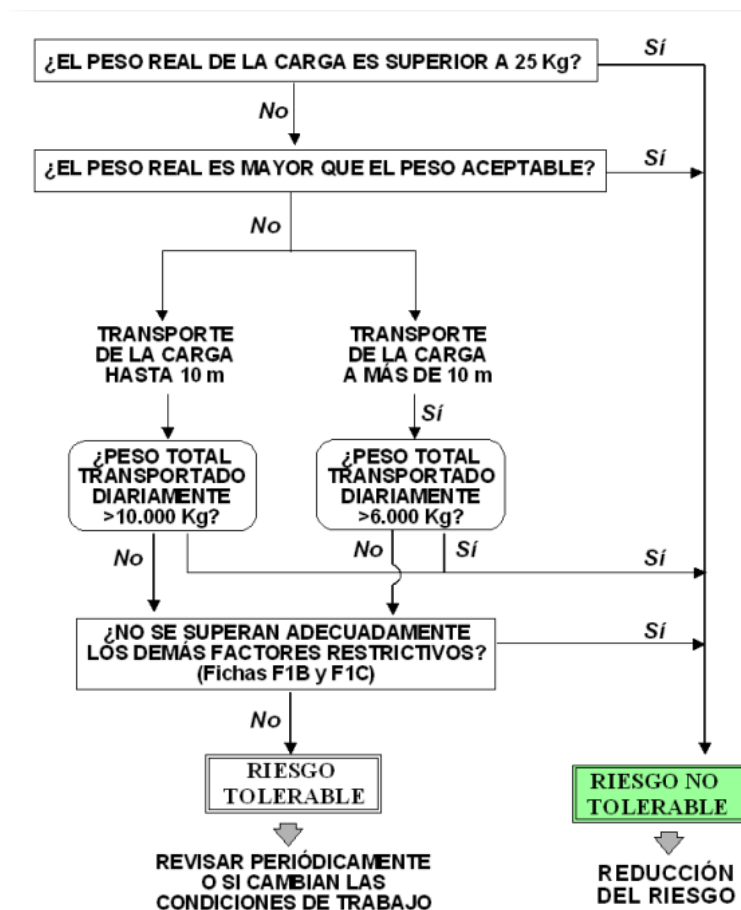 ¿EL PESO REAL DE LA CARGA ES SUPERIOR A 25 Kg?
Sí
No
¿EL PESO REAL ES MAYOR QUE EL PESO ACEPTABLE?
Sí
No
TRANSPORTE
DE LA CARGA
HASTA 10 m
TRANSPORTE
DE LA CARGA
A MÁS DE 10 m
Sí
¿PESO TOTAL
TRANSPORTADO
DIARIAMENTE
>10.000 Kg?
¿PESO TOTAL
TRANSPORTADO
DIARIAMENTE
>6.000 Kg?
No
No
Sí
Sí
¿NO SE SUPERAN ADECUADAMENTE
LOS DEMÁS FACTORES RESTRICTIVOS?
(Fichas F1B y F1C)
Sí
No
RIESGO
TOLERABLE
RIESGO NO
TOLERABLE
REVISAR PERIÓDICAMENTE
O SI CAMBIAN LAS
CONDICIONES DE TRABAJO
REDUCCIÓN
DEL RIESGO